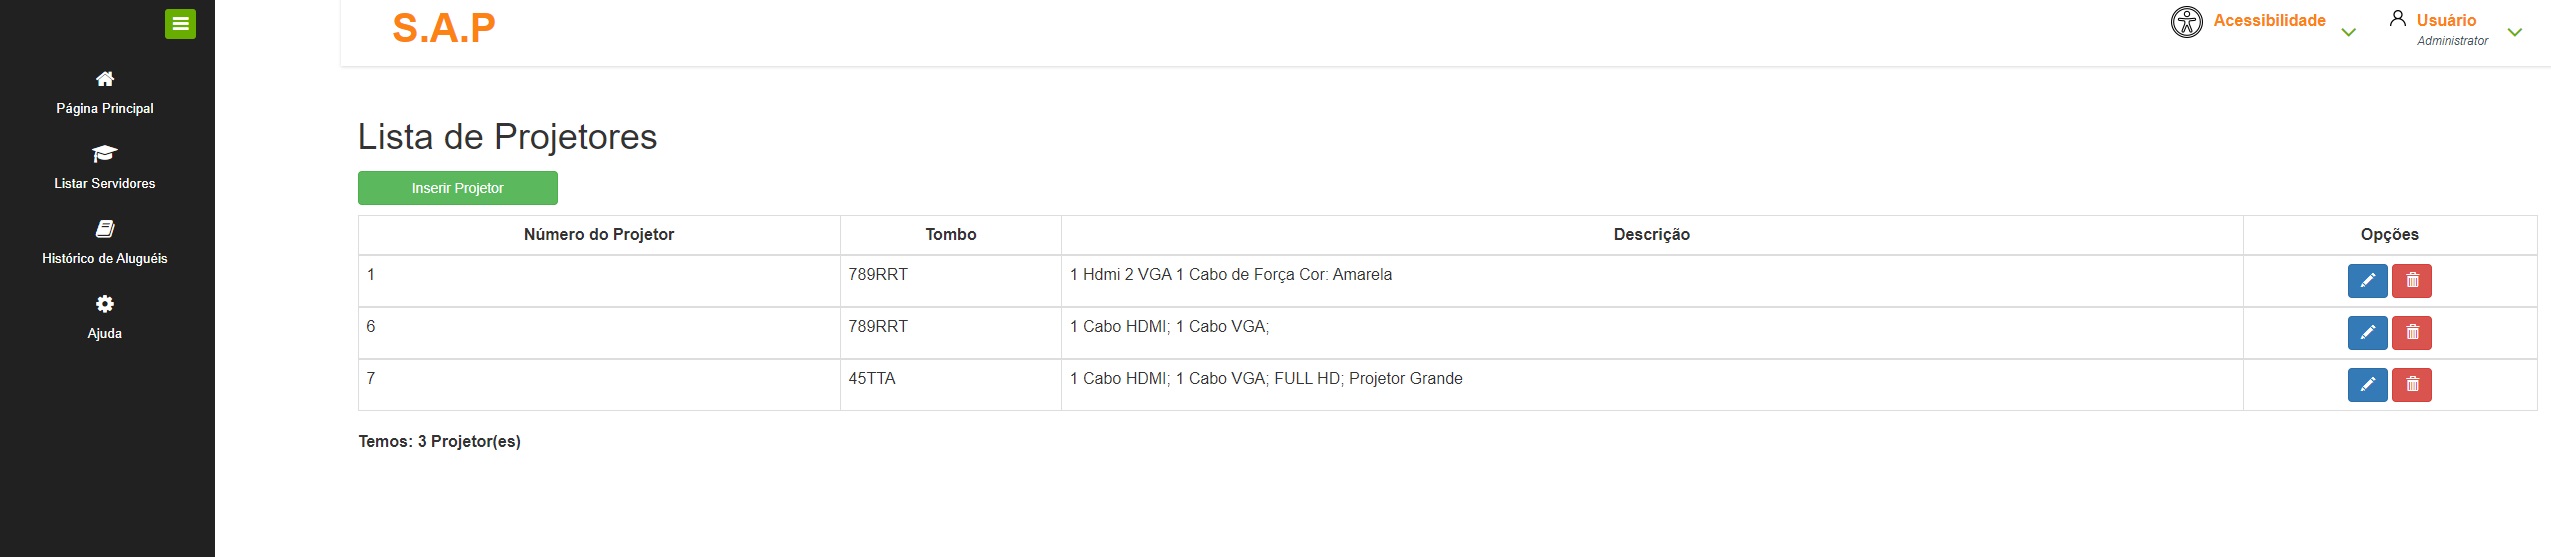 S.A.P
Acessibilidade
Usuário
Administrator
Página Principal
Listar Servidores
Histórico de Aluguéis
Ajuda
Lista de Projetores
Inserir Projetor
Número do Projetor Tombo Descrição Opções
1 789RRT 1 Hdmi 2 VGA 1 Cabo de Força Cor: Amarela
6 789RRT 1 Cabo HDMI; 1 Cabo VGA;
7 45TTA 1 Cabo HDMI; 1 Cabo VGA; FULL HD; Projetor Grande
Temos: 3 Projetor(es)